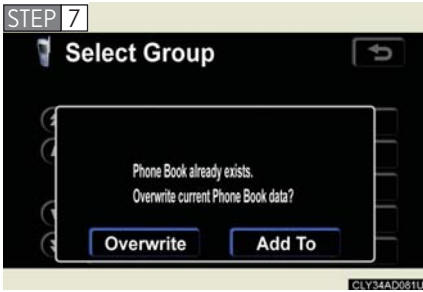 STEP 7
Select Group
Phone Book already exists.
Overwrite current Phone Book data?
Overwrite Add To
CLY34AD081U